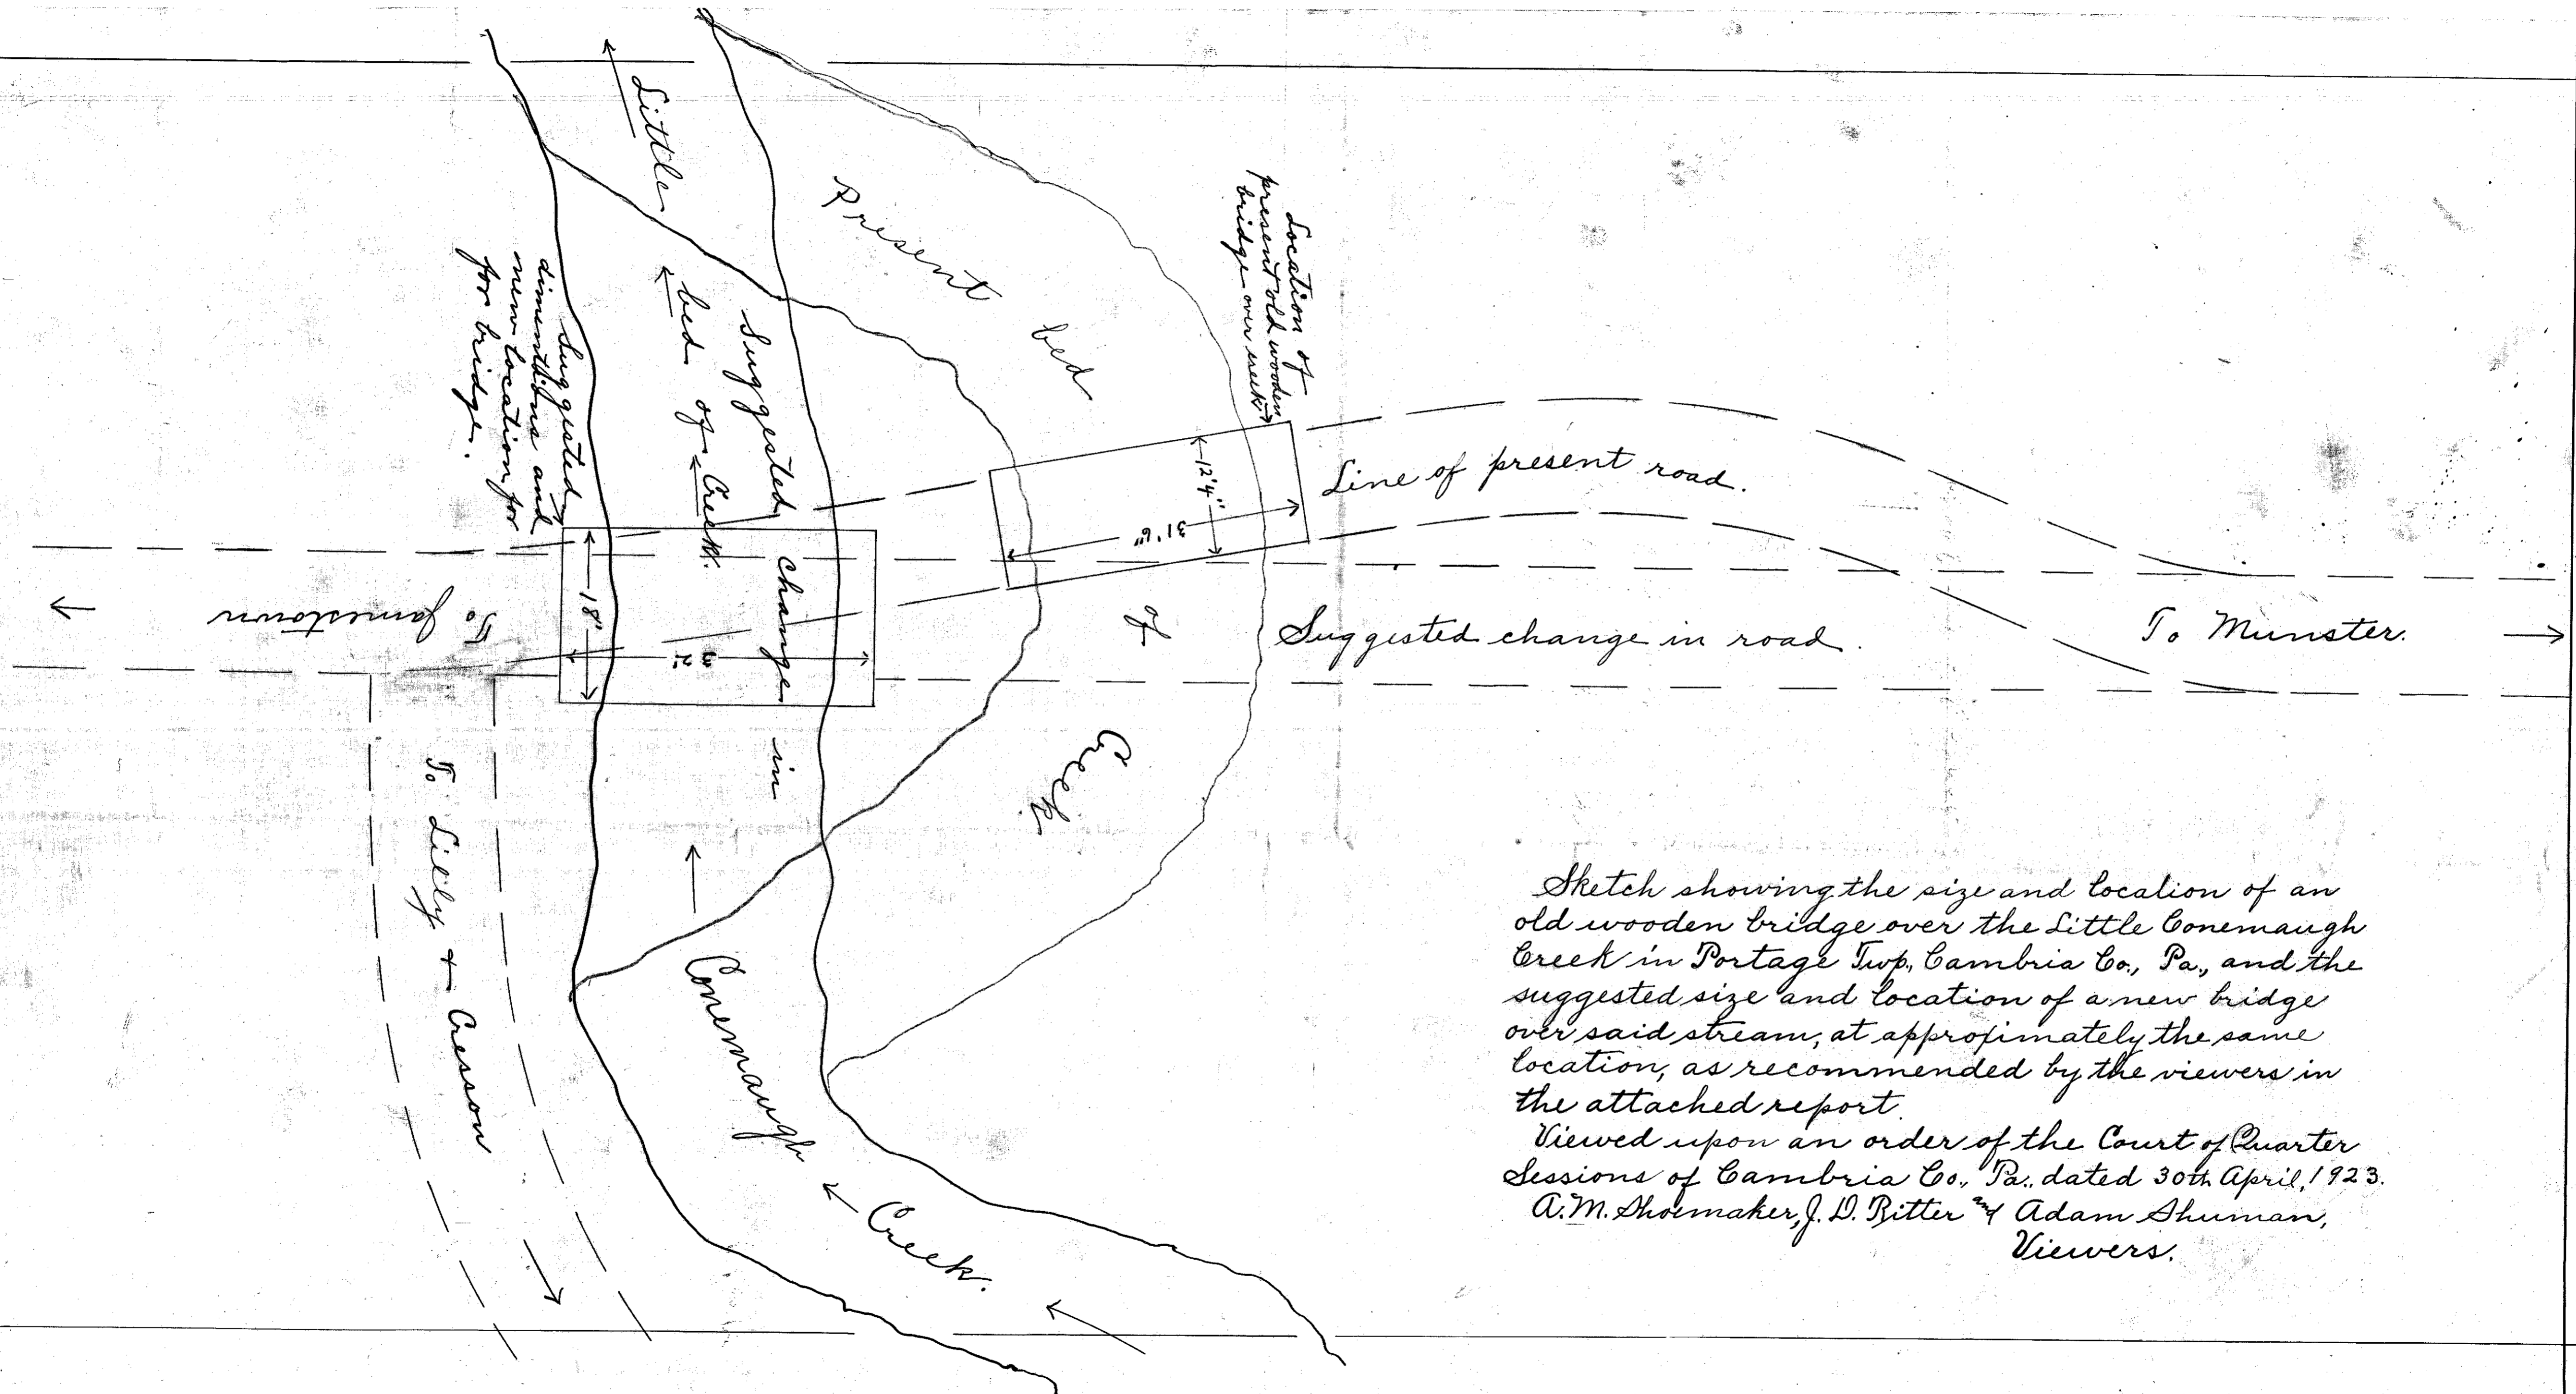 Little
Conemaugh
Creek.
Present bed
of
Creek.
Suggested change in
bed of Creek.
Location of
present old wooden
bridge over creek.
Suggested
dimentions and
new location for
for bridge.
12'4"
31'6"
18'
32'
Line of present road.
Suggested change in road.
To Munster.
To Jamestown
To Lilly & Cresson
Sketch showing the size and location of an
old wooden bridge over the Little Conemaugh
Creek in Portage Twp., Cambria Co., Pa., and the
suggested size and location of a new bridge
over said stream, at approximately the same
location, as recommended by the viewers in
the attached report.
Viewed upon an order of the Court of Quarter
Sessions of Cambria Co., Pa., dated 30th April, 1923.
A. M. Shoemaker, J. D. Ritter and Adam Shuman,
Viewers.